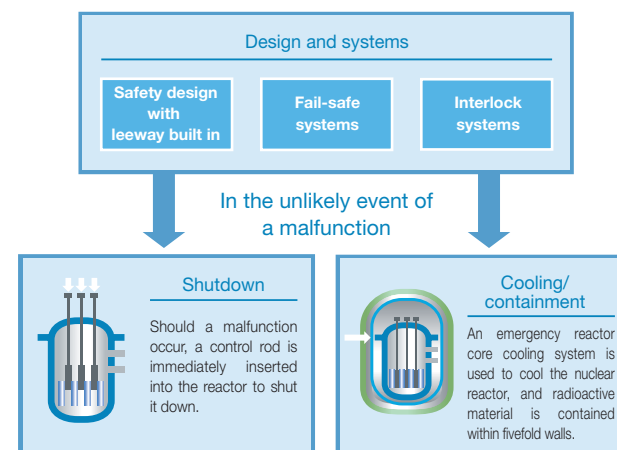 Design and systems
Safety design
with
leeway built in
Fail-safe
systems
Interlock
systems
In the unlikely event of
a malfunction
Shutdown
Should a malfunction
occur, a control rod is
immediately inserted
into the reactor to shut
it down.
Cooling/
containment
An emergency reactor
core cooling system is
used to cool the nuclear
reactor, and radioactive
material is contained
within fivefold walls.